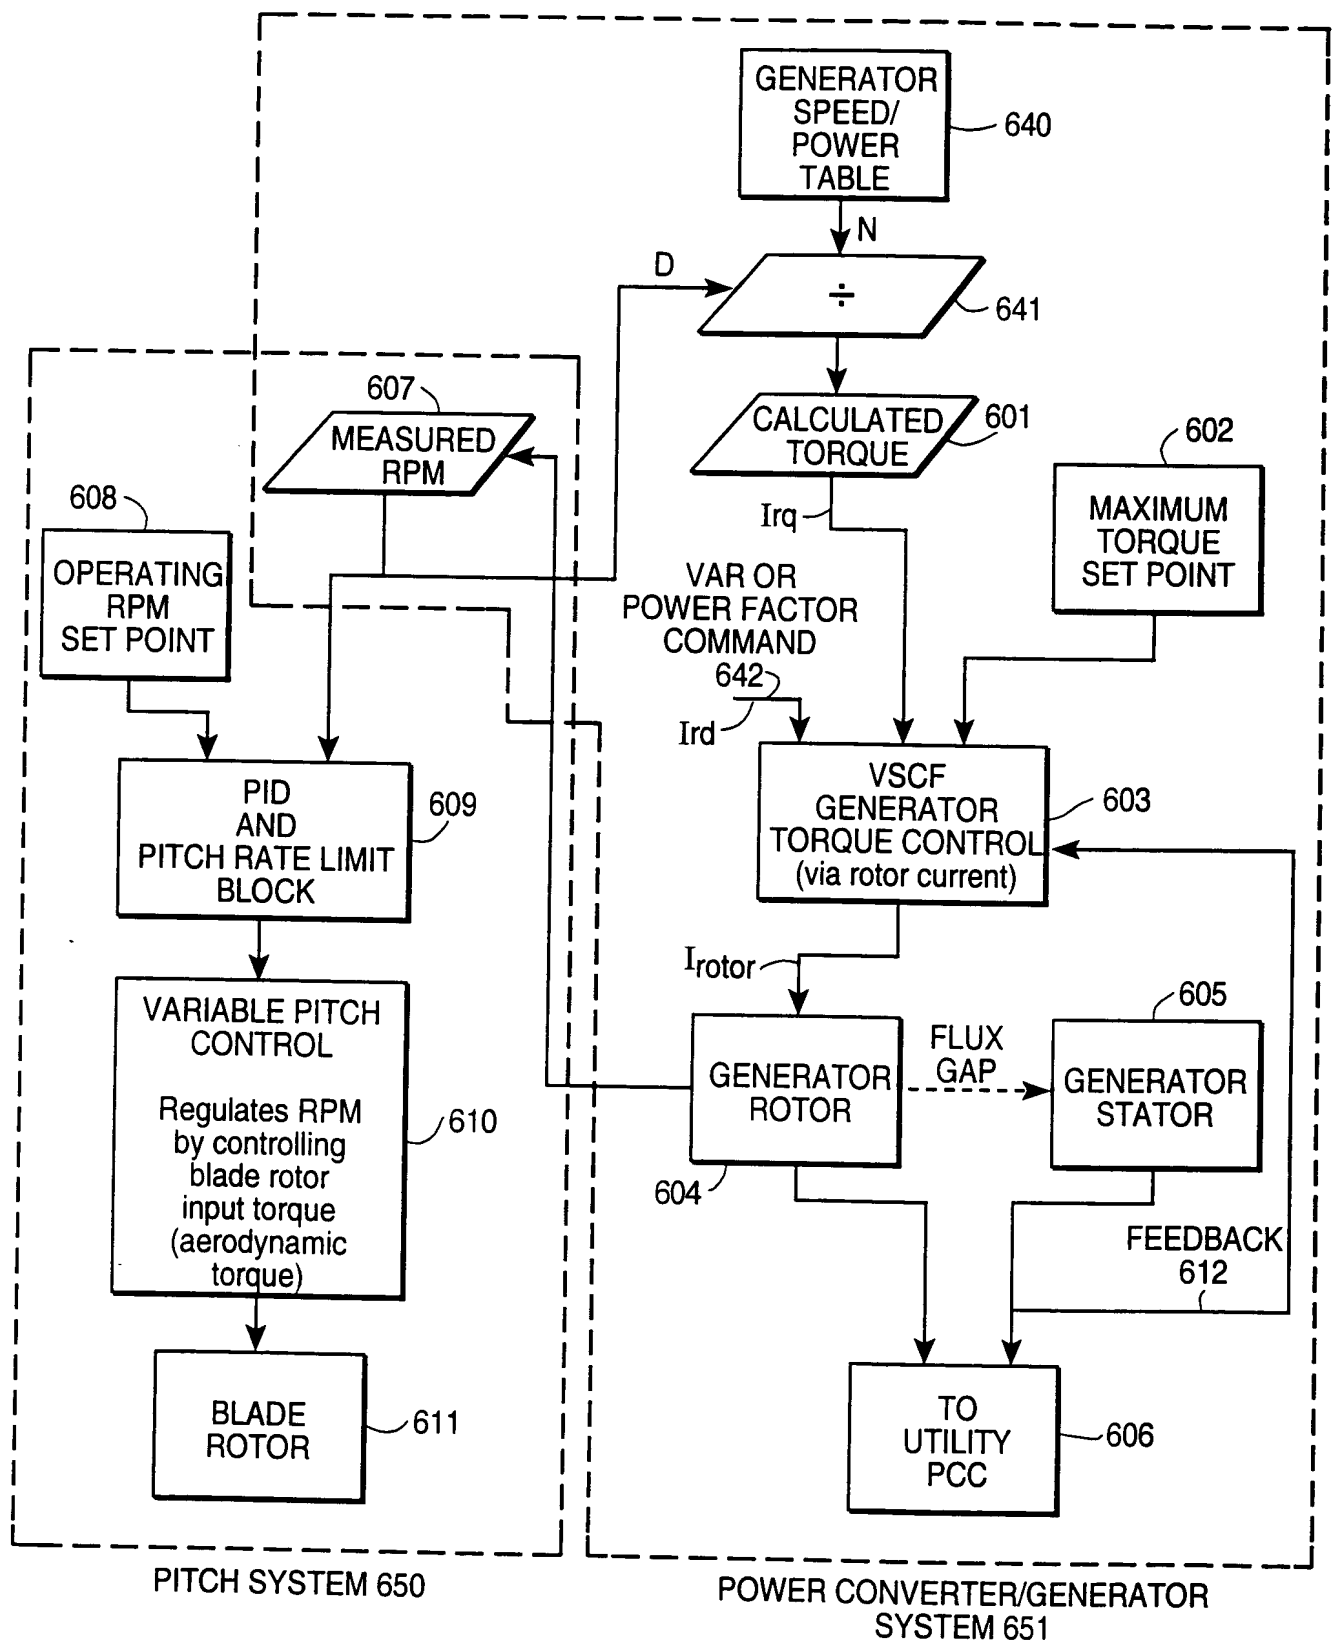 GENERATOR
SPEED/
POWER
TABLE
640
N
D
÷
641
607
MEASURED
RPM
CALCULATED
TORQUE
601
602
608
Irq
MAXIMUM
TORQUE
SET POINT
OPERATING
RPM
SET POINT
VAR OR
POWER FACTOR
COMMAND
642
Ird
PID
AND
PITCH RATE LIMIT
BLOCK
609
VSCF
GENERATOR
TORQUE CONTROL
(via rotor current)
603
Irotor
VARIABLE PITCH
CONTROL
Regulates RPM
by controlling
blade rotor
input torque
(aerodynamic
torque)
610
GENERATOR
ROTOR
604
FLUX
GAP
605
GENERATOR
STATOR
FEEDBACK
612
BLADE
ROTOR
611
TO
UTILITY
PCC
606
PITCH SYSTEM 650
POWER CONVERTER/GENERATOR
SYSTEM 651